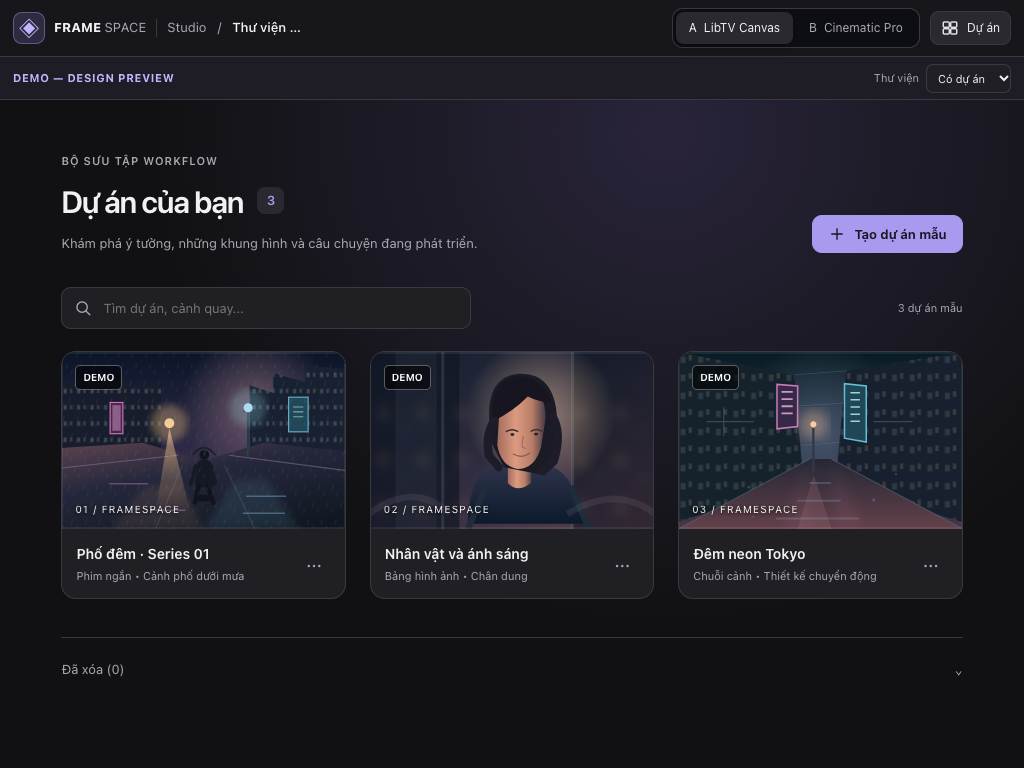 FRAME SPACE
Studio / Thư viện ...
A LibTV Canvas
B Cinematic Pro
Dự án
DEMO — DESIGN PREVIEW
Thư viện
Có dự án
BỘ SƯU TẬP WORKFLOW
Dự án của bạn 3
Khám phá ý tưởng, những khung hình và câu chuyện đang phát triển.
Tạo dự án mẫu
Tìm dự án, cảnh quay...
3 dự án mẫu
DEMO
01 / FRAMESPACE
Phố đêm · Series 01
Phim ngắn • Cảnh phố dưới mưa
DEMO
02 / FRAMESPACE
Nhân vật và ánh sáng
Bảng hình ảnh • Chân dung
DEMO
03 / FRAMESPACE
Đêm neon Tokyo
Chuỗi cảnh • Thiết kế chuyển động
Đã xóa (0)